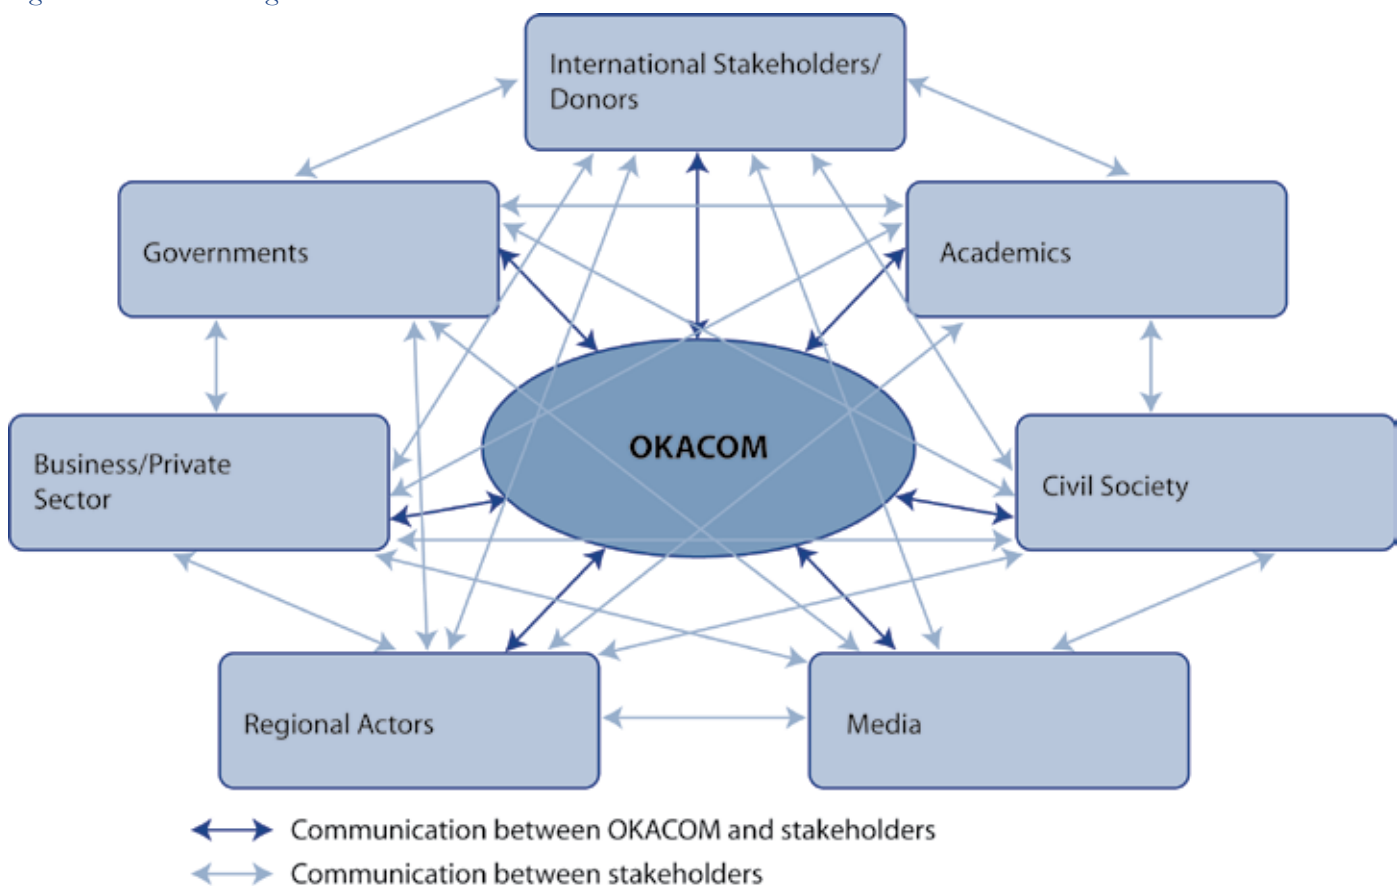 International Stakeholders/
Donors
Governments
Academics
OKACOM
Business/Private
Sector
Civil Society
Regional Actors
Media
Communication between OKACOM and stakeholders
Communication between stakeholders